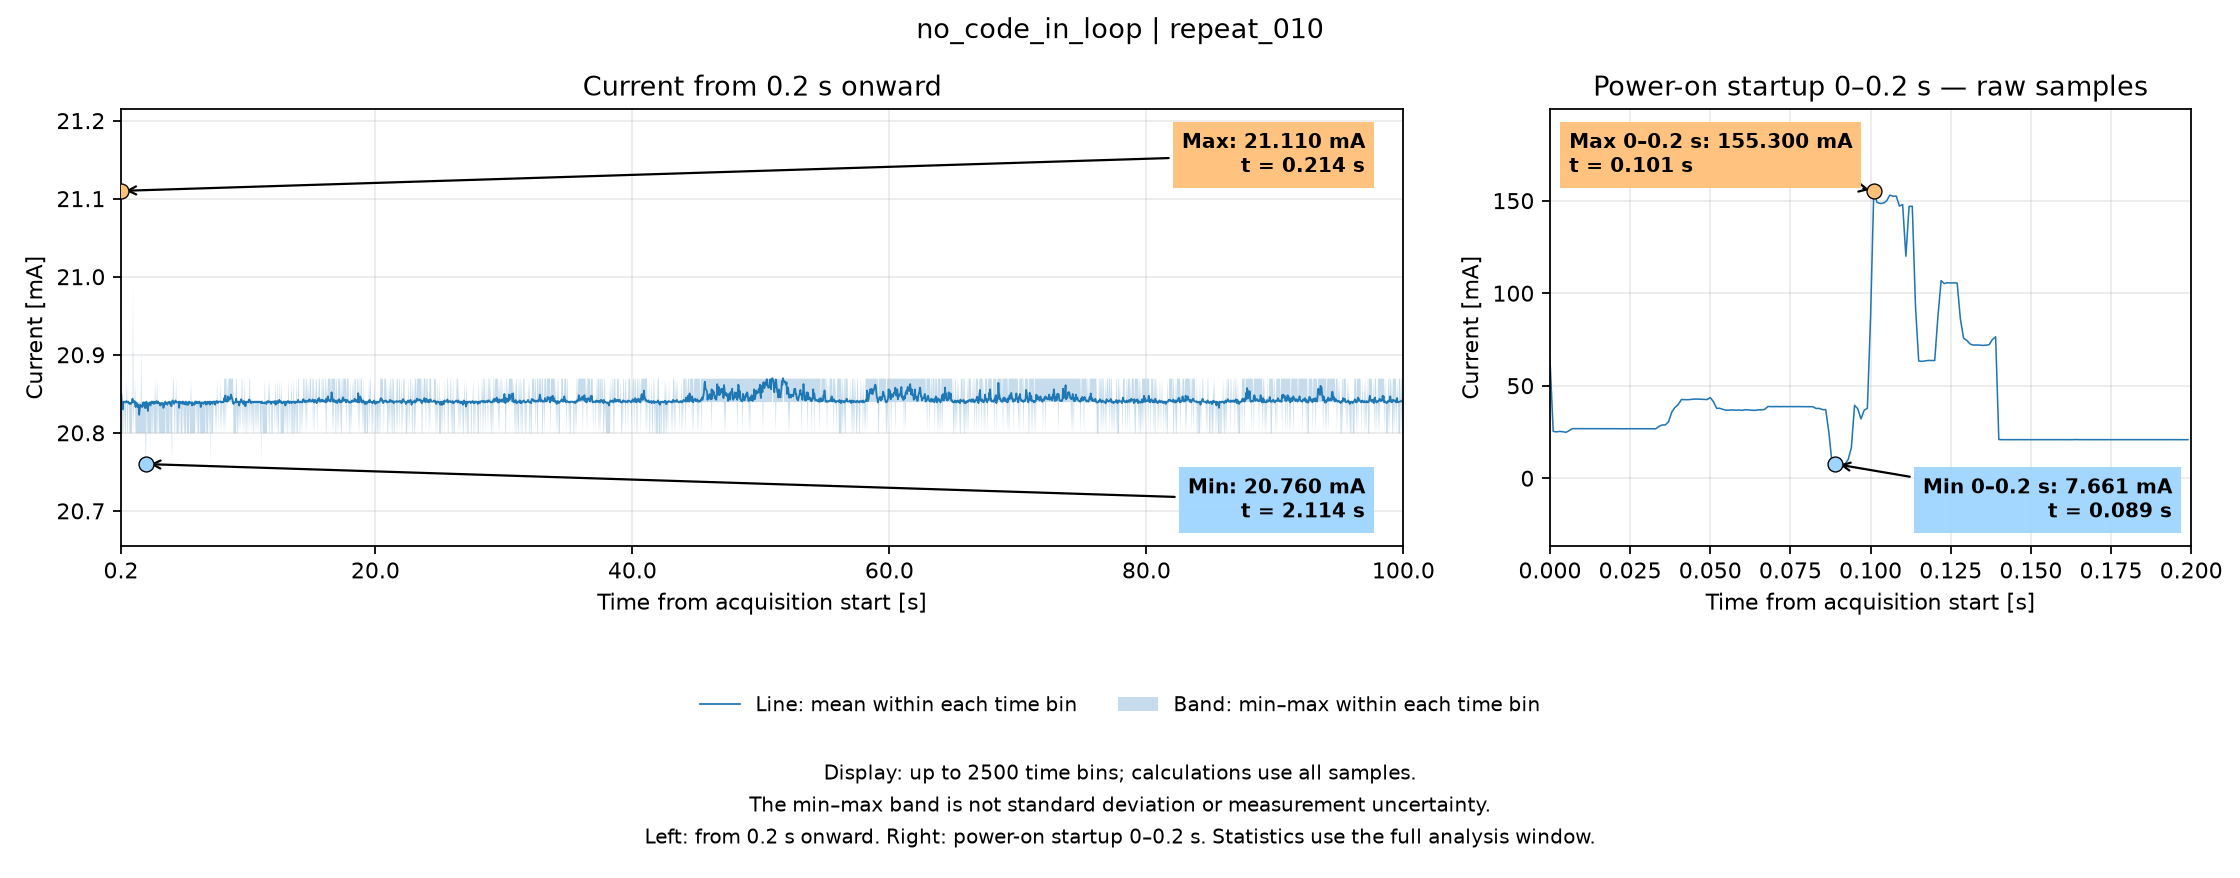 no_code_in_loop | repeat_010
Current from 0.2 s onward
Current [mA]
21.2
21.1
21.0
20.9
20.8
20.7
Max: 21.110 mA
t = 0.214 s
Min: 20.760 mA
t = 2.114 s
0.2
20.0
40.0
60.0
80.0
100.0
Time from acquisition start [s]
Power-on startup 0–0.2 s — raw samples
Current [mA]
150
100
50
0
Max 0–0.2 s: 155.300 mA
t = 0.101 s
Min 0–0.2 s: 7.661 mA
t = 0.089 s
0.000
0.025
0.050
0.075
0.100
0.125
0.150
0.175
0.200
Time from acquisition start [s]
Line: mean within each time bin
Band: min–max within each time bin
Display: up to 2500 time bins; calculations use all samples.
The min–max band is not standard deviation or measurement uncertainty.
Left: from 0.2 s onward. Right: power-on startup 0–0.2 s. Statistics use the full analysis window.